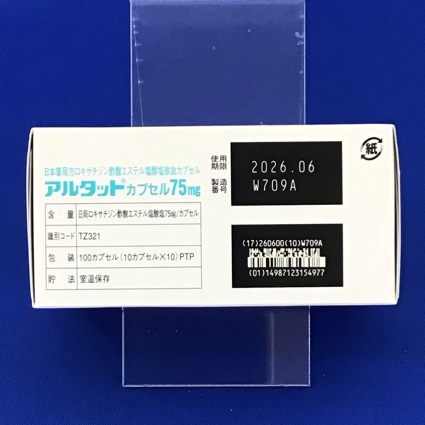 日本薬局方ロキサチジン酢酸エステル塩酸塩徐放カプセル
アルタット®カプセル75mg
含 量 日局ロキサチジン酢酸エステル塩酸塩75mg/カプセル
識別コード TZ321
包 装 100カプセル(10カプセル×10)PTP
貯 法 室温保存
使用
期限
2026.06
製造
番号
W709A
(17)260600(10)W709A
(01)14987123154977
紙